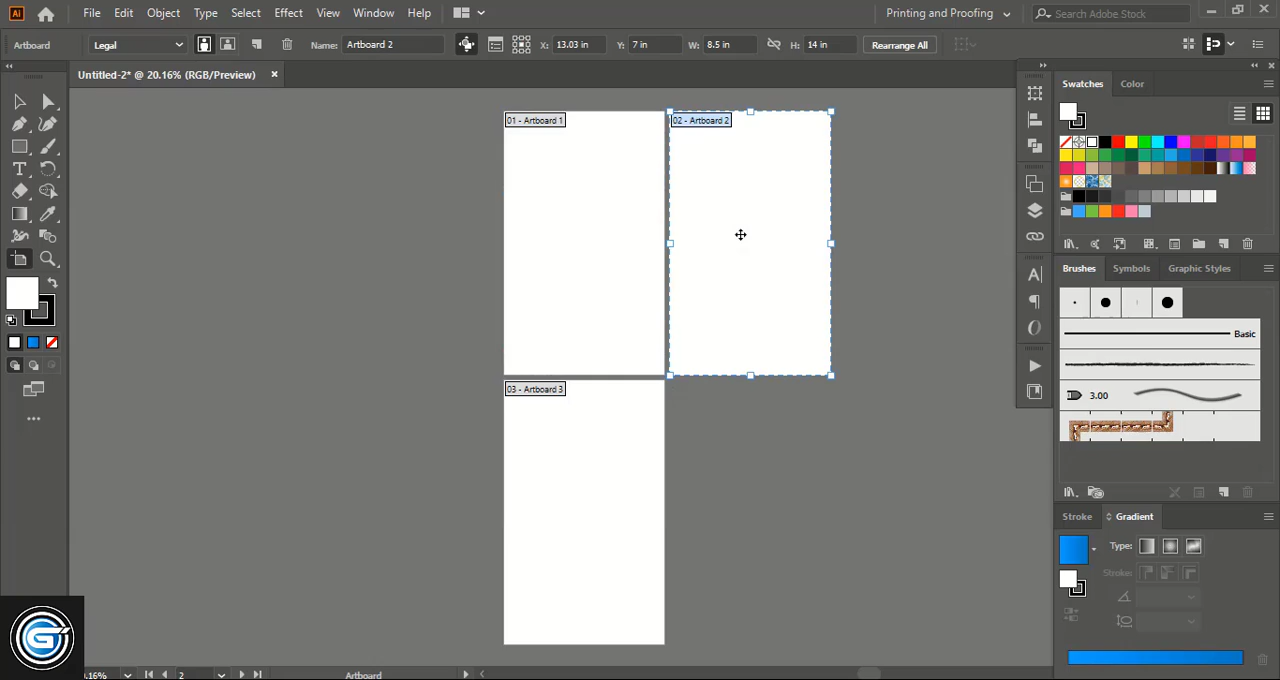 Ai File Edit Object Type Select Effect View Window Help Printing and Proofing Search Adobe Stock
Artboard Legal Name: Artboard 2 X: 13.03 in Y: 7 in W: 8.5 in H: 14 in Rearrange All
Untitled-2* @ 20.16% (RGB/Preview)
Swatches Color
01 - Artboard 1
02 - Artboard 2
03 - Artboard 3
Brushes Symbols Graphic Styles
Basic
3.00
Stroke Gradient
Type:
Stroke:
2 Artboard